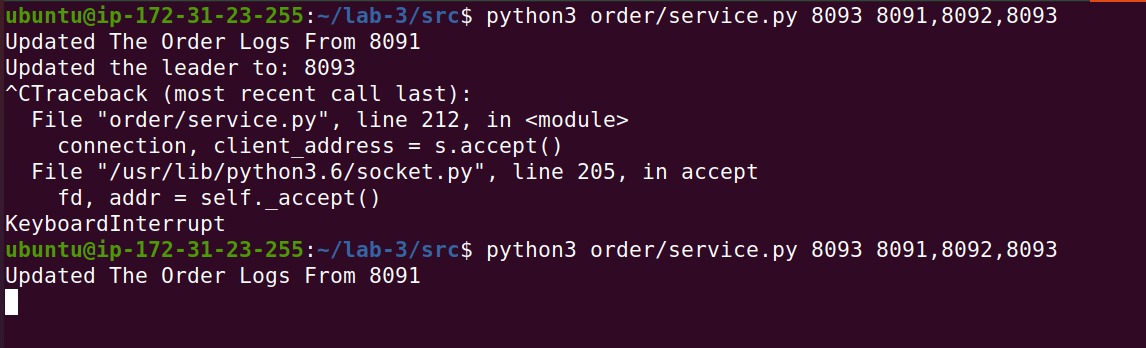 ubuntu@ip-172-31-23-255:~/lab-3/src$ python3 order/service.py 8093 8091,8092,8093
Updated The Order Logs From 8091
Updated the leader to: 8093
^CTraceback (most recent call last):
  File "order/service.py", line 212, in <module>
    connection, client_address = s.accept()
  File "/usr/lib/python3.6/socket.py", line 205, in accept
    fd, addr = self._accept()
KeyboardInterrupt
ubuntu@ip-172-31-23-255:~/lab-3/src$ python3 order/service.py 8093 8091,8092,8093
Updated The Order Logs From 8091